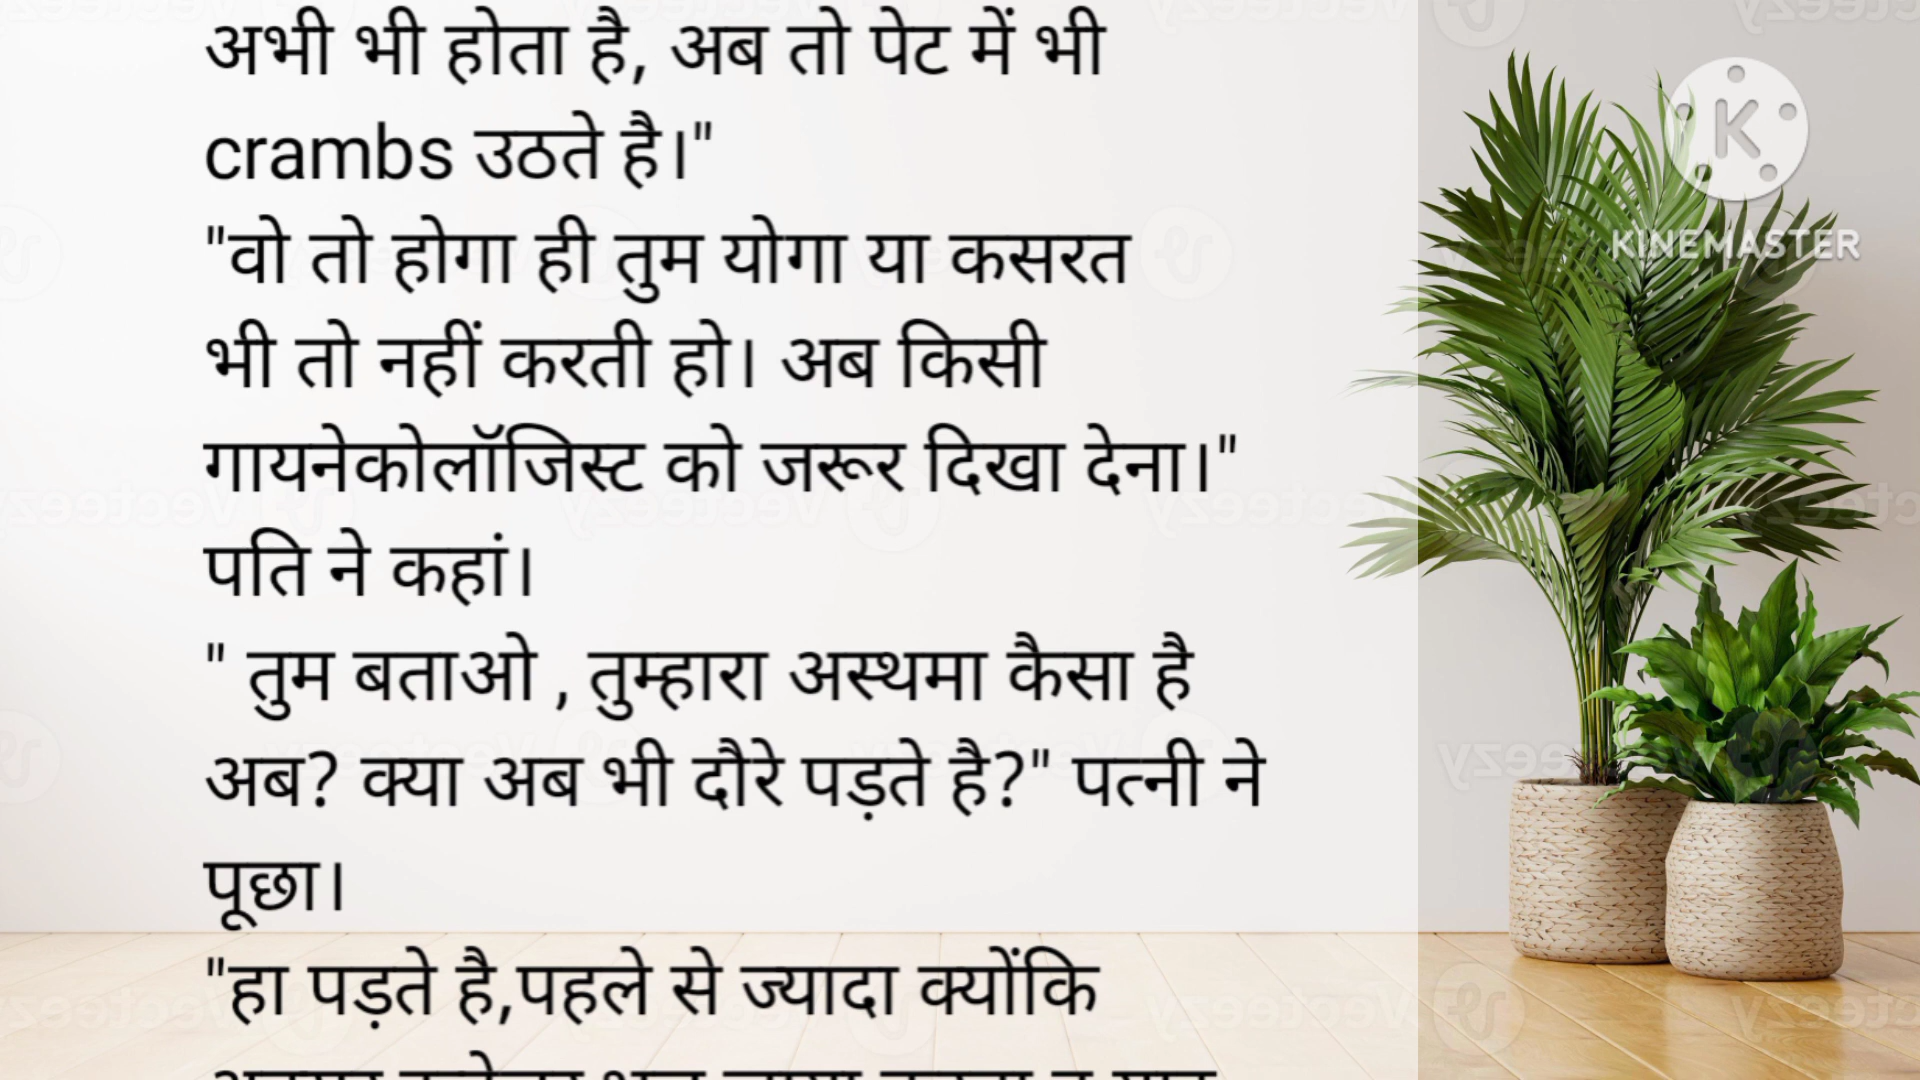 अभी भी होता है, अब तो पेट में भी
crambs उठते है।"
"वो तो होगा ही तुम योगा या कसरत
भी तो नहीं करती हो। अब किसी
गायनेकोलॉजिस्ट को जरूर दिखा देना।"
पति ने कहां।
" तुम बताओ , तुम्हारा अस्थमा कैसा है
अब? क्या अब भी दौरे पड़ते है?" पत्नी ने
पूछा।
"हा पड़ते है,पहले से ज्यादा क्योंकि
K
KINEMASTER